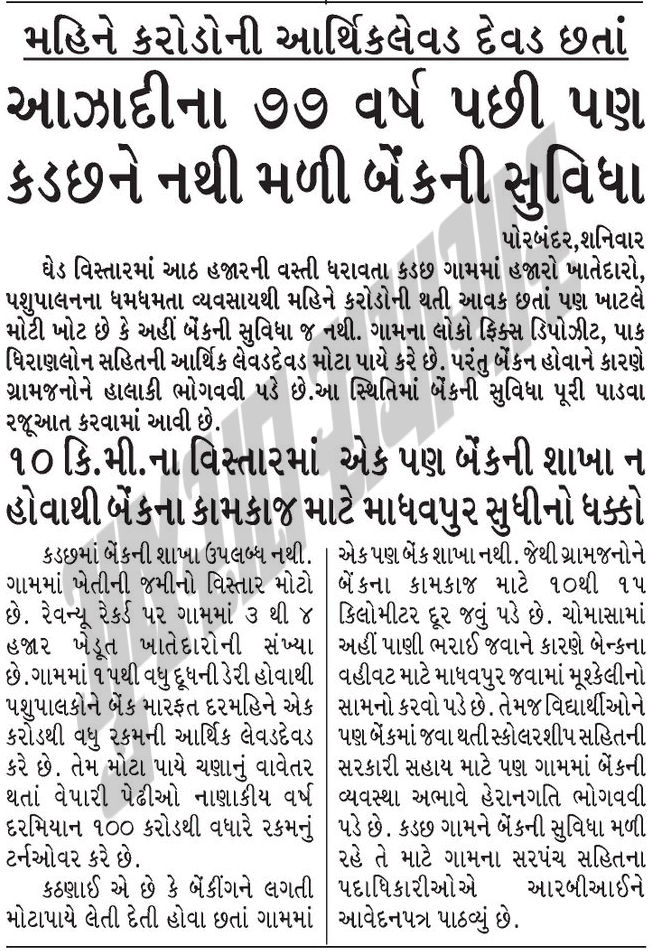 મહિને કરોડોની આર્થિકલેવડ દેવડ છતાં
આઝાદીના ૭૭ વર્ષ પછી પણ
કડછને નથી મળી બેંકની સુવિધા
પોરબંદર,શનિવાર
ઘેડ વિસ્તારમાં આઠ હજારની વસ્તી ધરાવતા કડછ ગામમાં હજારો ખાતેદારો,
પશુપાલનના ધમધમતા વ્યવસાયથી મહિને કરોડોની થતી આવક છતાં પણ ખાટલે
મોટી ખોટ છે કે અહીં બેંકની સુવિધા જ નથી. ગામના લોકો ફિક્સ ડિપોઝીટ, પાક
ધિરાણલોન સહિતની આર્થિક લેવડદેવડ મોટા પાયે કરે છે. પરંતુ બેંકન હોવાને કારણે
ગ્રામજનોને હાલાકી ભોગવવી પડે છે.આ સ્થિતિમાં બેંકની સુવિધા પૂરી પાડવા
રજૂઆત કરવામાં આવી છે.
૧૦ કિ.મી.ના વિસ્તારમાં એક પણ બેંકની શાખા ન
હોવાથી બેંકના કામકાજ માટે માધવપુર સુધીનો ધક્કો
કડછમાં બેંકની શાખા ઉપલબ્ધ નથી.
ગામમાં ખેતીની જમીનો વિસ્તાર મોટો
છે. રેવન્યૂ રેકર્ડ પર ગામમાં ૩ થી ૪
હજાર ખેડૂત ખાતેદારોની સંખ્યા
છે.ગામમાં ૧૫થી વધુ દૂધની ડેરી હોવાથી
પશુપાલકોને બેંક મારફત દરમહિને એક
કરોડથી વધુ રકમની આર્થિક લેવડદેવડ
કરે છે. તેમ મોટા પાયે ચણાનું વાવેતર
થતાં વેપારી પેઢીઓ નાણાકીય વર્ષ
દરમિયાન ૧૦૦ કરોડથી વધારે રકમનું
ટર્નઓવર કરે છે.
કઠણાઈ એ છે કે બેંકીંગને લગતી
મોટાપાયે લેતી દેતી હોવા છતાં ગામમાં
એક પણ બેંક શાખા નથી. જેથી ગ્રામજનોને
બેંકના કામકાજ માટે ૧૦થી ૧૫
કિલોમીટર દૂર જવું પડે છે. ચોમાસામાં
અહીં પાણી ભરાઈ જવાને કારણે બેન્કના
વહીવટ માટે માધવપુર જવામાં મૂશ્કેલીનો
સામનો કરવો પડે છે. તેમજ વિદ્યાર્થીઓને
પણ બેંકમાં જવા થતી સ્કોલરશીપ સહિતની
સરકારી સહાય માટે પણ ગામમાં બેંકની
વ્યવસ્થા અભાવે હેરાનગતિ ભોગવવી
પડે છે. કડછ ગામને બેંકની સુવિધા મળી
રહે તે માટે ગામના સરપંચ સહિતના
પદાધિકારીઓએ આરબીઆઈને
આવેદનપત્ર પાઠવ્યું છે.
ગુજરાત સમાચાર